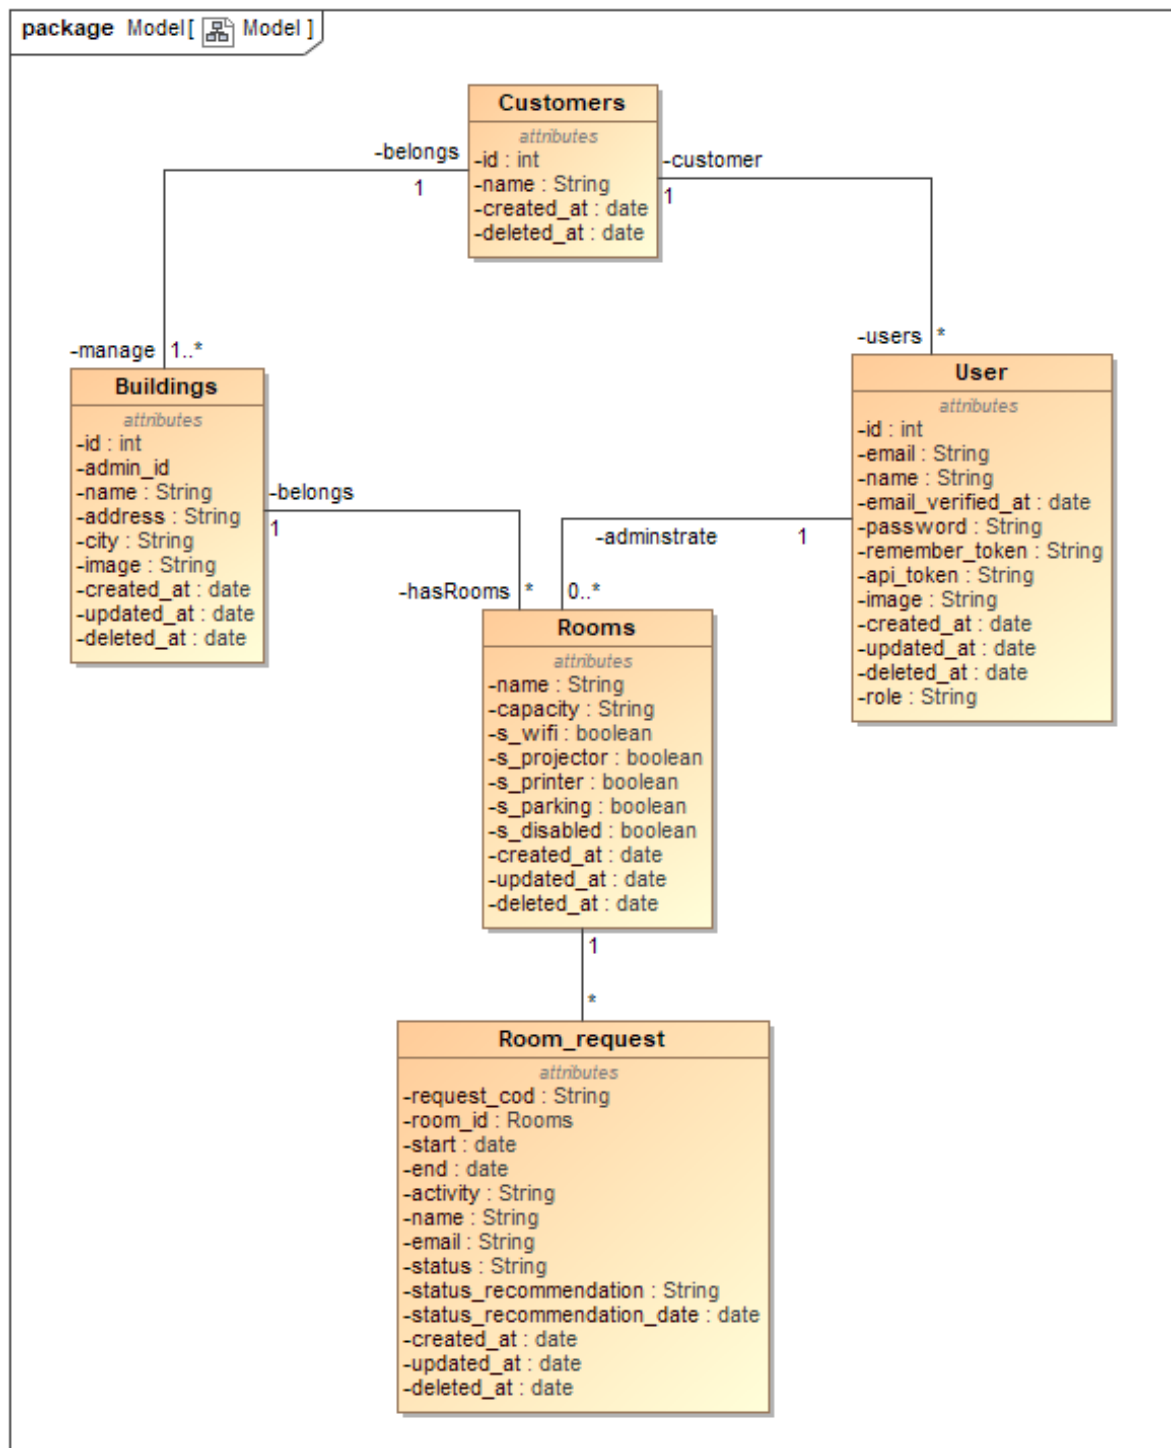 package Model[ Model ]
Customers
attributes
-id : int
-name : String
-created_at : date
-deleted_at : date
-belongs
1
-customer
1
-manage
1..*
-users
*
Buildings
attributes
-id : int
-admin_id
-name : String
-address : String
-city : String
-image : String
-created_at : date
-updated_at : date
-deleted_at : date
User
attributes
-id : int
-email : String
-name : String
-email_verified_at : date
-password : String
-remember_token : String
-api_token : String
-image : String
-created_at : date
-updated_at : date
-deleted_at : date
-role : String
-belongs
1
-adminstrate
1
-hasRooms
*
0..*
Rooms
attributes
-name : String
-capacity : String
-s_wifi : boolean
-s_projector : boolean
-s_printer : boolean
-s_parking : boolean
-s_disabled : boolean
-created_at : date
-updated_at : date
-deleted_at : date
1
*
Room_request
attributes
-request_cod : String
-room_id : Rooms
-start : date
-end : date
-activity : String
-name : String
-email : String
-status : String
-status_recommendation : String
-status_recommendation_date : date
-created_at : date
-updated_at : date
-deleted_at : date